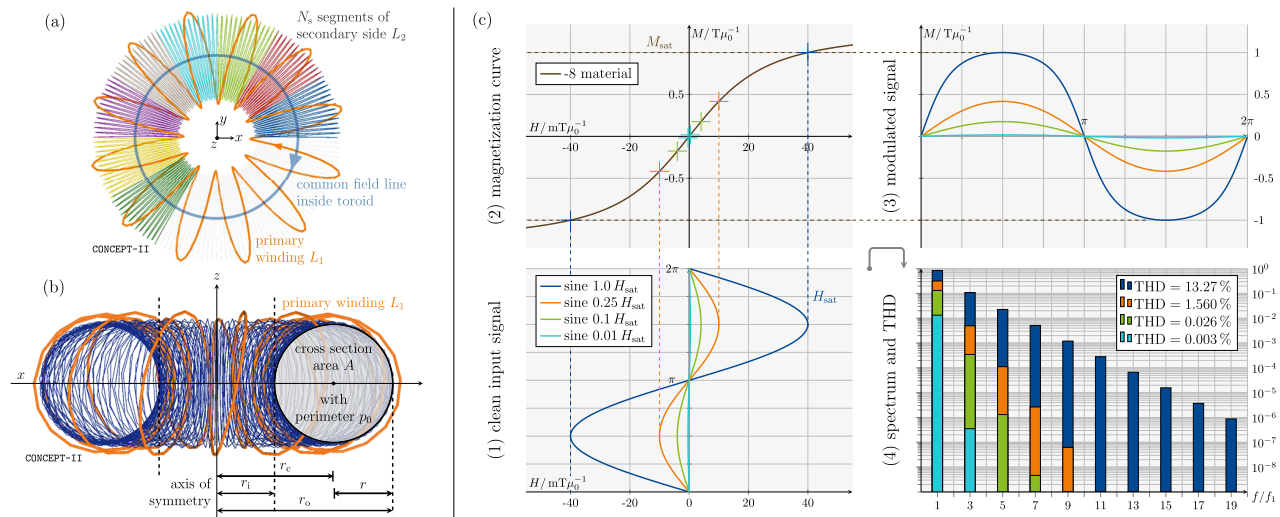 (a)
N_s segments of
secondary side L_2
y
z
x
common field line
inside toroid
primary
winding L_1
CONCEPT-II
(b)
z
primary winding L_1
x
cross section
area A
with
perimeter p_0
CONCEPT-II
r_c
axis of
symmetry
r_i
r
r_o
(c)
(2) magnetization curve
M_sat
M / Tμ_0^-1
-8 material
0.5
H / mTμ_0^-1
-40
-20
20
40
-0.5
(3) modulated signal
M / Tμ_0^-1
1
0.5
π
2π
0
-0.5
-1
(1) clean input signal
2π
sine 1.0 H_sat
sine 0.25 H_sat
sine 0.1 H_sat
sine 0.01 H_sat
H_sat
π
H / mTμ_0^-1
-40
-20
0
20
40
(4) spectrum and THD
THD = 13.27 %
THD = 1.560 %
THD = 0.026 %
THD = 0.003 %
10^0
10^-1
10^-2
10^-3
10^-4
10^-5
10^-6
10^-7
10^-8
1 3 5 7 9 11 13 15 17 19
f/f_1